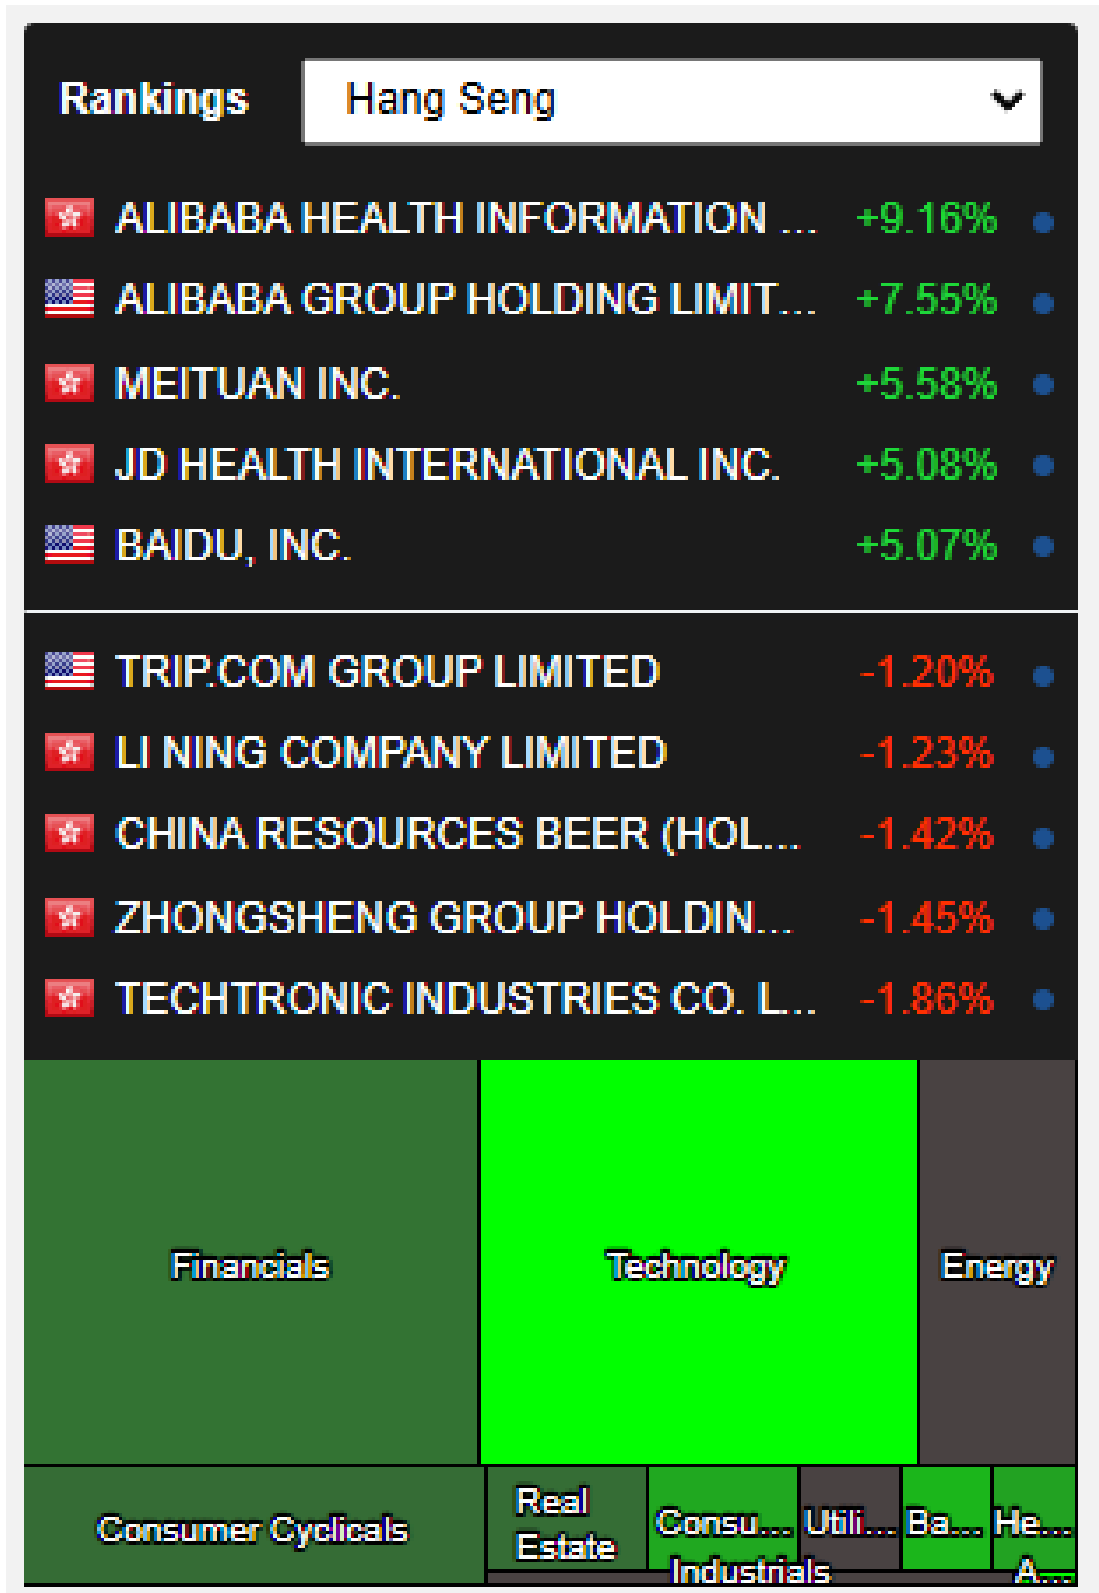 Rankings
Hang Seng
ALIBABA HEALTH INFORMATION ... +9.16%
ALIBABA GROUP HOLDING LIMIT... +7.55%
MEITUAN INC. +5.58%
JD HEALTH INTERNATIONAL INC. +5.08%
BAIDU, INC. +5.07%
TRIP.COM GROUP LIMITED -1.20%
LI NING COMPANY LIMITED -1.23%
CHINA RESOURCES BEER (HOL... -1.42%
ZHONGSHENG GROUP HOLDIN... -1.45%
TECHTRONIC INDUSTRIES CO. L... -1.86%
Financials
Technology
Energy
Consumer Cyclicals
Real
Estate
Consu...
Utili...
Ba...
He...
Industrials
A...